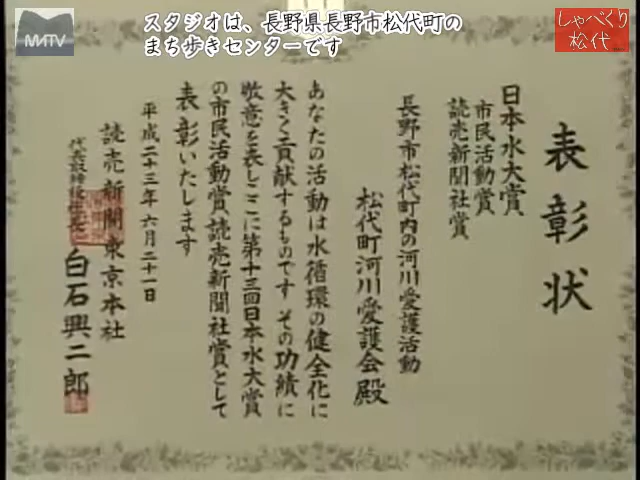 MMTV
スタジオは、長野県長野市松代町の
まち歩きセンターです
しゃべくり
松代
表彰状
日本水大賞
市民活動賞
読売新聞社賞
長野市松代町内の河川愛護活動
松代町河川愛護会殿
あなたの活動は水循環の健全化に
大きく貢献するものです その功績に
敬意を表しここに第十三回日本水大賞
の市民活動賞、読売新聞社賞として
表彰いたします
平成二十三年六月二十一日
読売新聞東京本社
代表取締役社長
白石興二郎